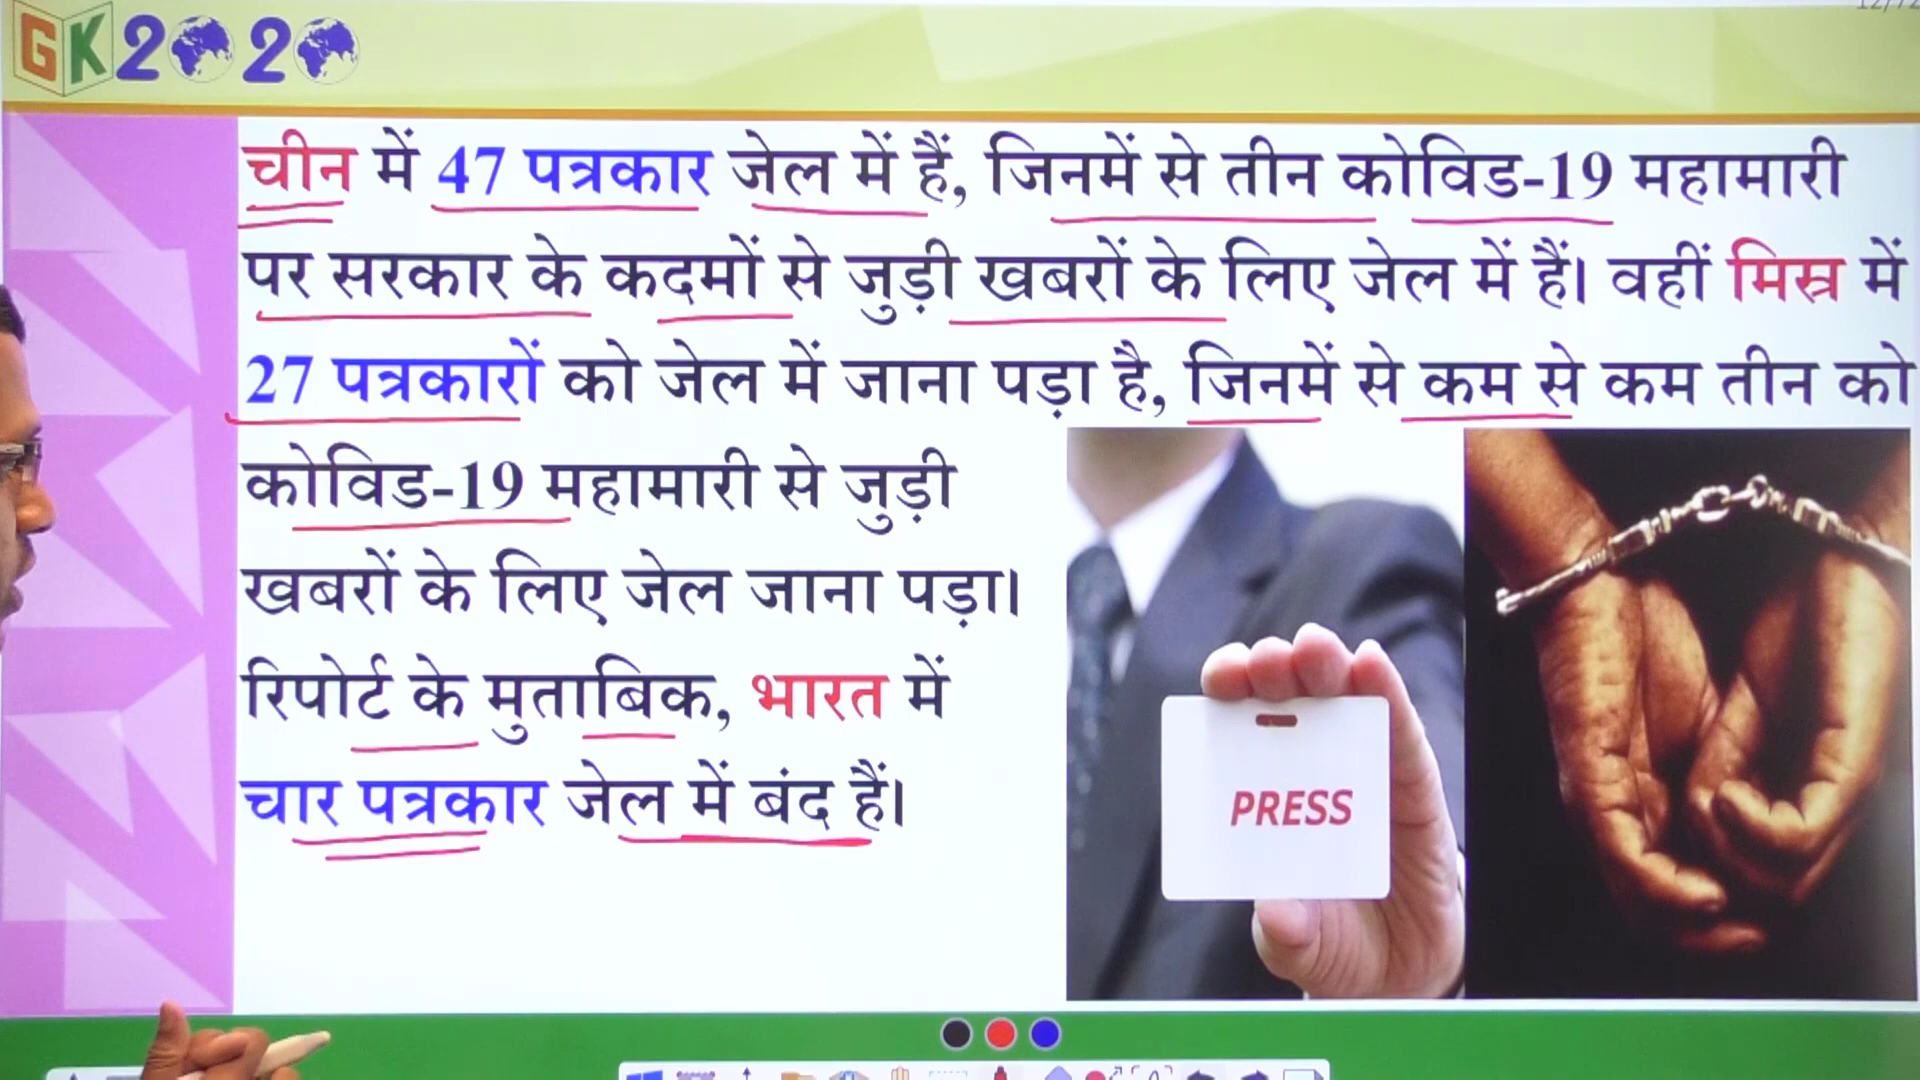 GK2020
चीन में 47 पत्रकार जेल में हैं, जिनमें से तीन कोविड-19 महामारी
पर सरकार के कदमों से जुड़ी खबरों के लिए जेल में हैं। वहीं मिस्र में
27 पत्रकारों को जेल में जाना पड़ा है, जिनमें से कम से कम तीन को
कोविड-19 महामारी से जुड़ी
खबरों के लिए जेल जाना पड़ा।
रिपोर्ट के मुताबिक, भारत में
चार पत्रकार जेल में बंद हैं।
PRESS